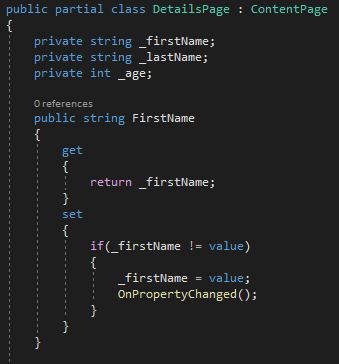 public partial class DetailsPage : ContentPage
{
private string _firstName;
private string _lastName;
private int _age;
0 references
public string FirstName
{
get
{
return _firstName;
}
set
{
if(_firstName != value)
{
_firstName = value;
OnPropertyChanged();
}
}
}